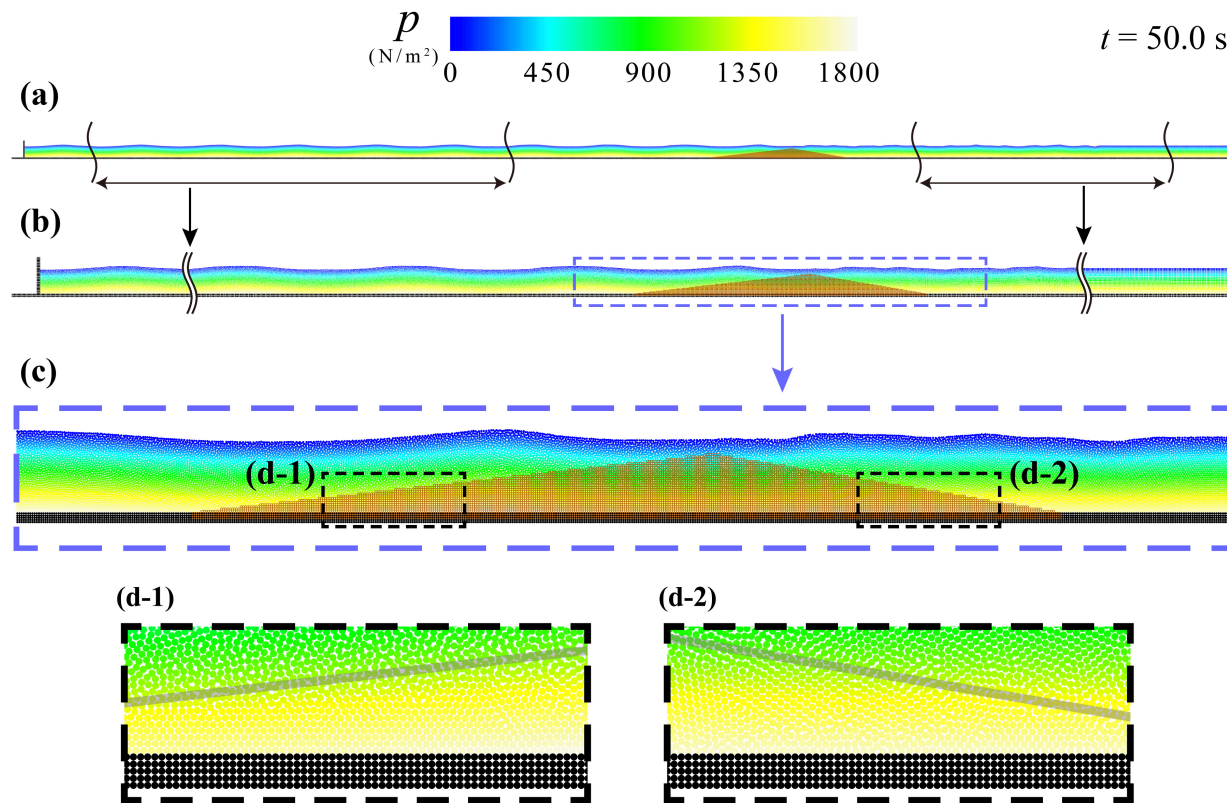 p
(N/m²)
0 450 900 1350 1800
t = 50.0 s
(a)
(b)
(c)
(d-1)
(d-2)
(d-1)
(d-2)